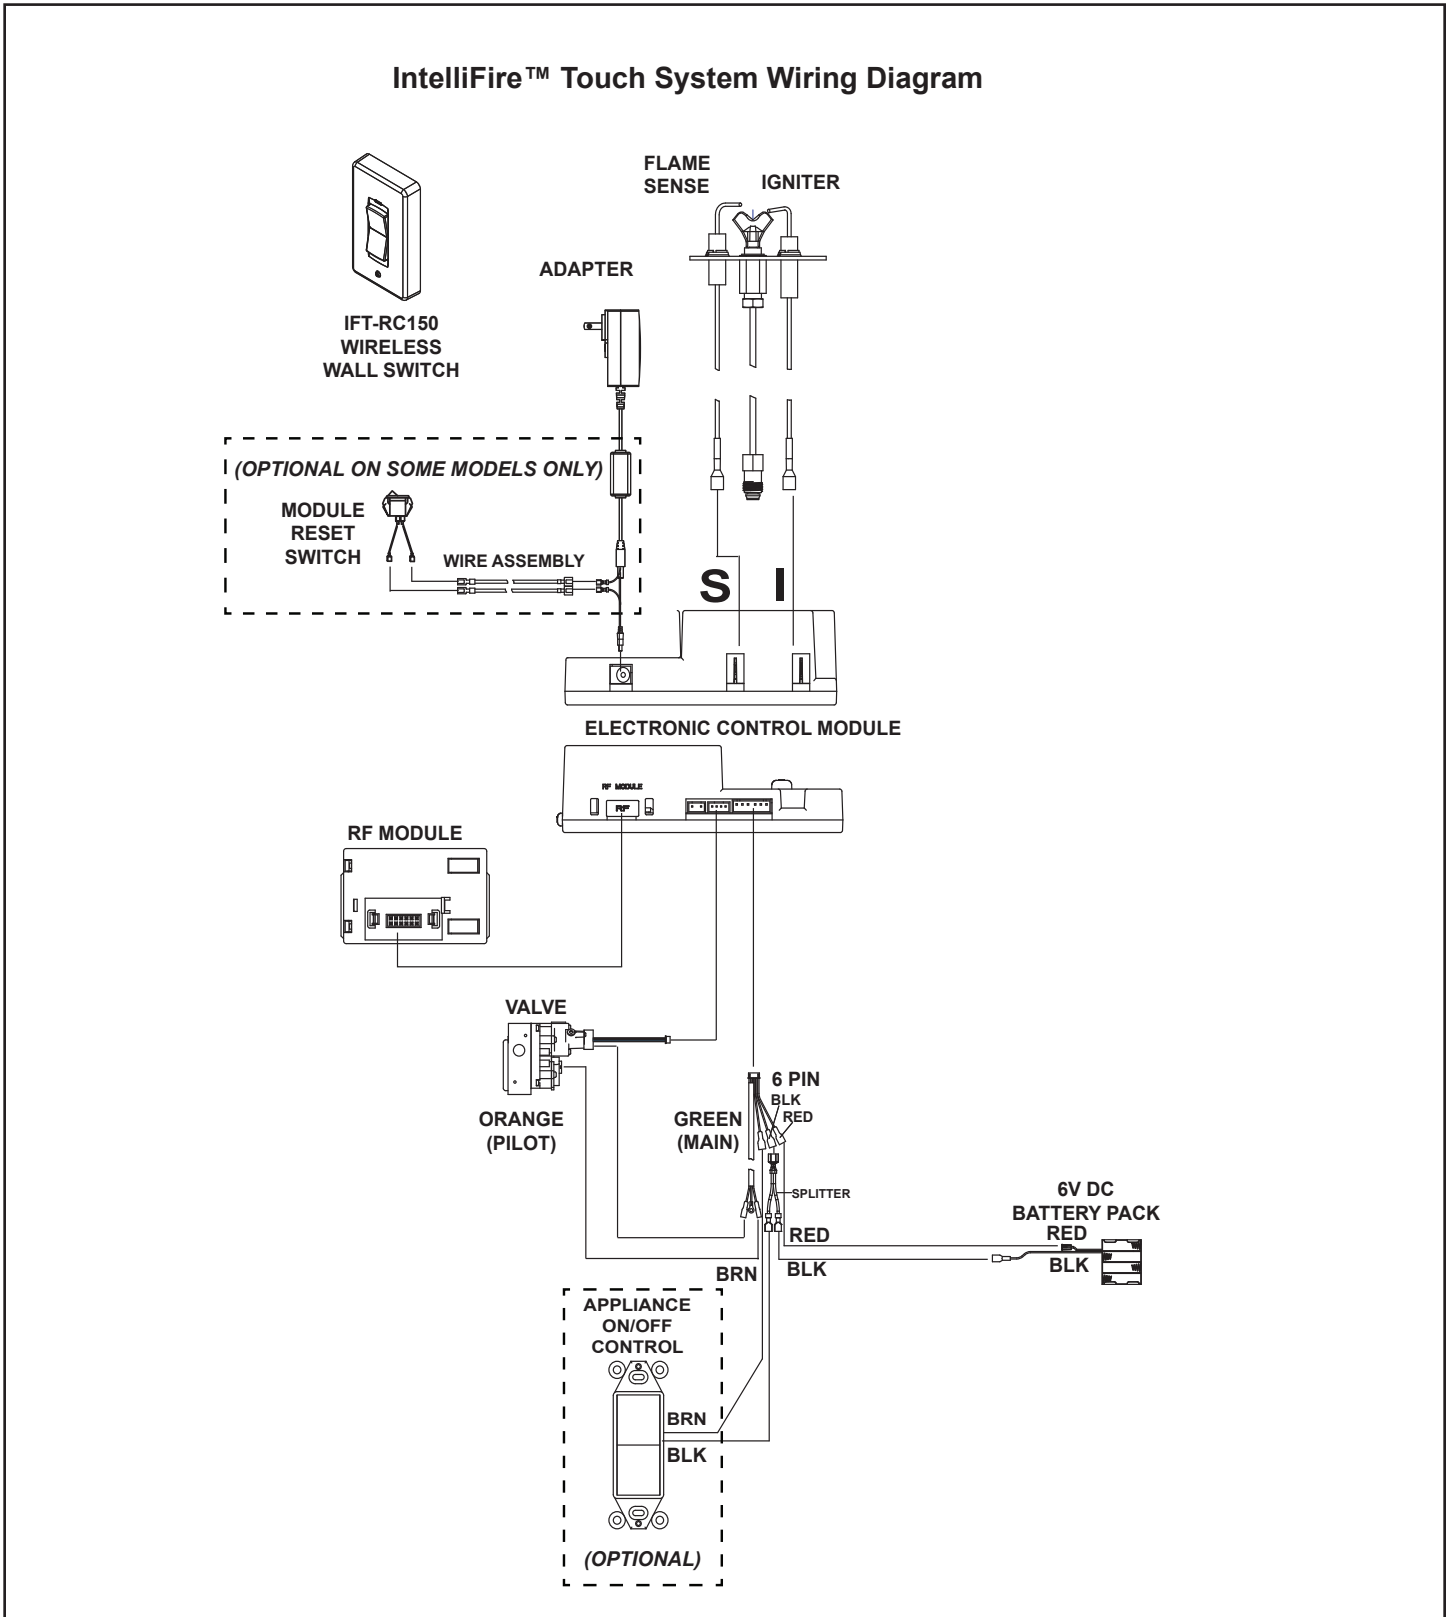 IntelliFire™ Touch System Wiring Diagram
FLAME
SENSE
IGNITER
ADAPTER
IFT-RC150
WIRELESS
WALL SWITCH
(OPTIONAL ON SOME MODELS ONLY)
MODULE
RESET
SWITCH
WIRE ASSEMBLY
S I
ELECTRONIC CONTROL MODULE
RF MODULE
RF MODULE
VALVE
ORANGE
(PILOT)
GREEN
(MAIN)
6 PIN
BLK
RED
SPLITTER
6V DC
BATTERY PACK
RED
BLK
RED
BLK
BRN
APPLIANCE
ON/OFF
CONTROL
BRN
BLK
(OPTIONAL)